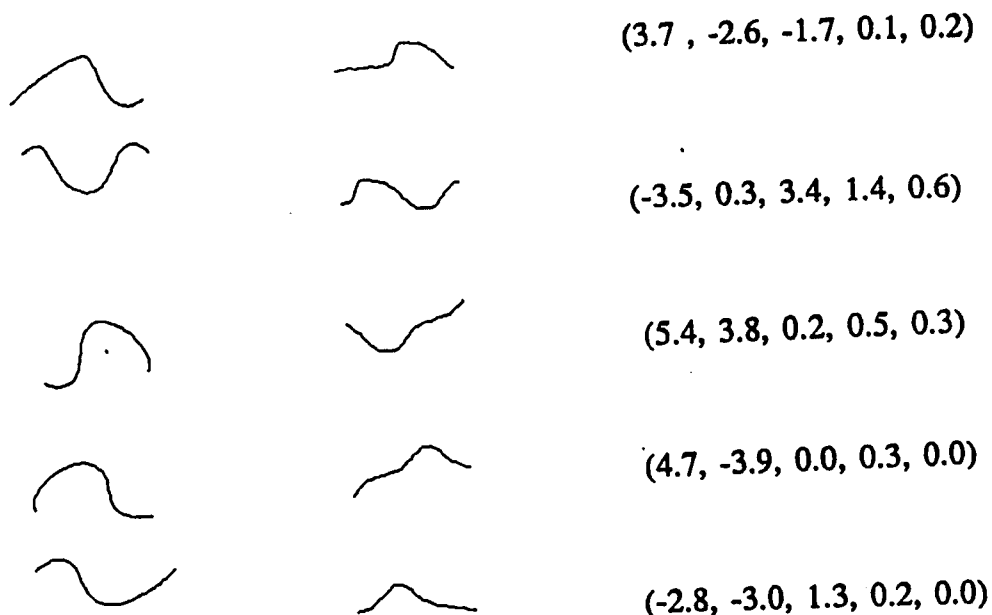 (3.7 , -2.6, -1.7, 0.1, 0.2)
(-3.5, 0.3, 3.4, 1.4, 0.6)
(5.4, 3.8, 0.2, 0.5, 0.3)
(4.7, -3.9, 0.0, 0.3, 0.0)
(-2.8, -3.0, 1.3, 0.2, 0.0)